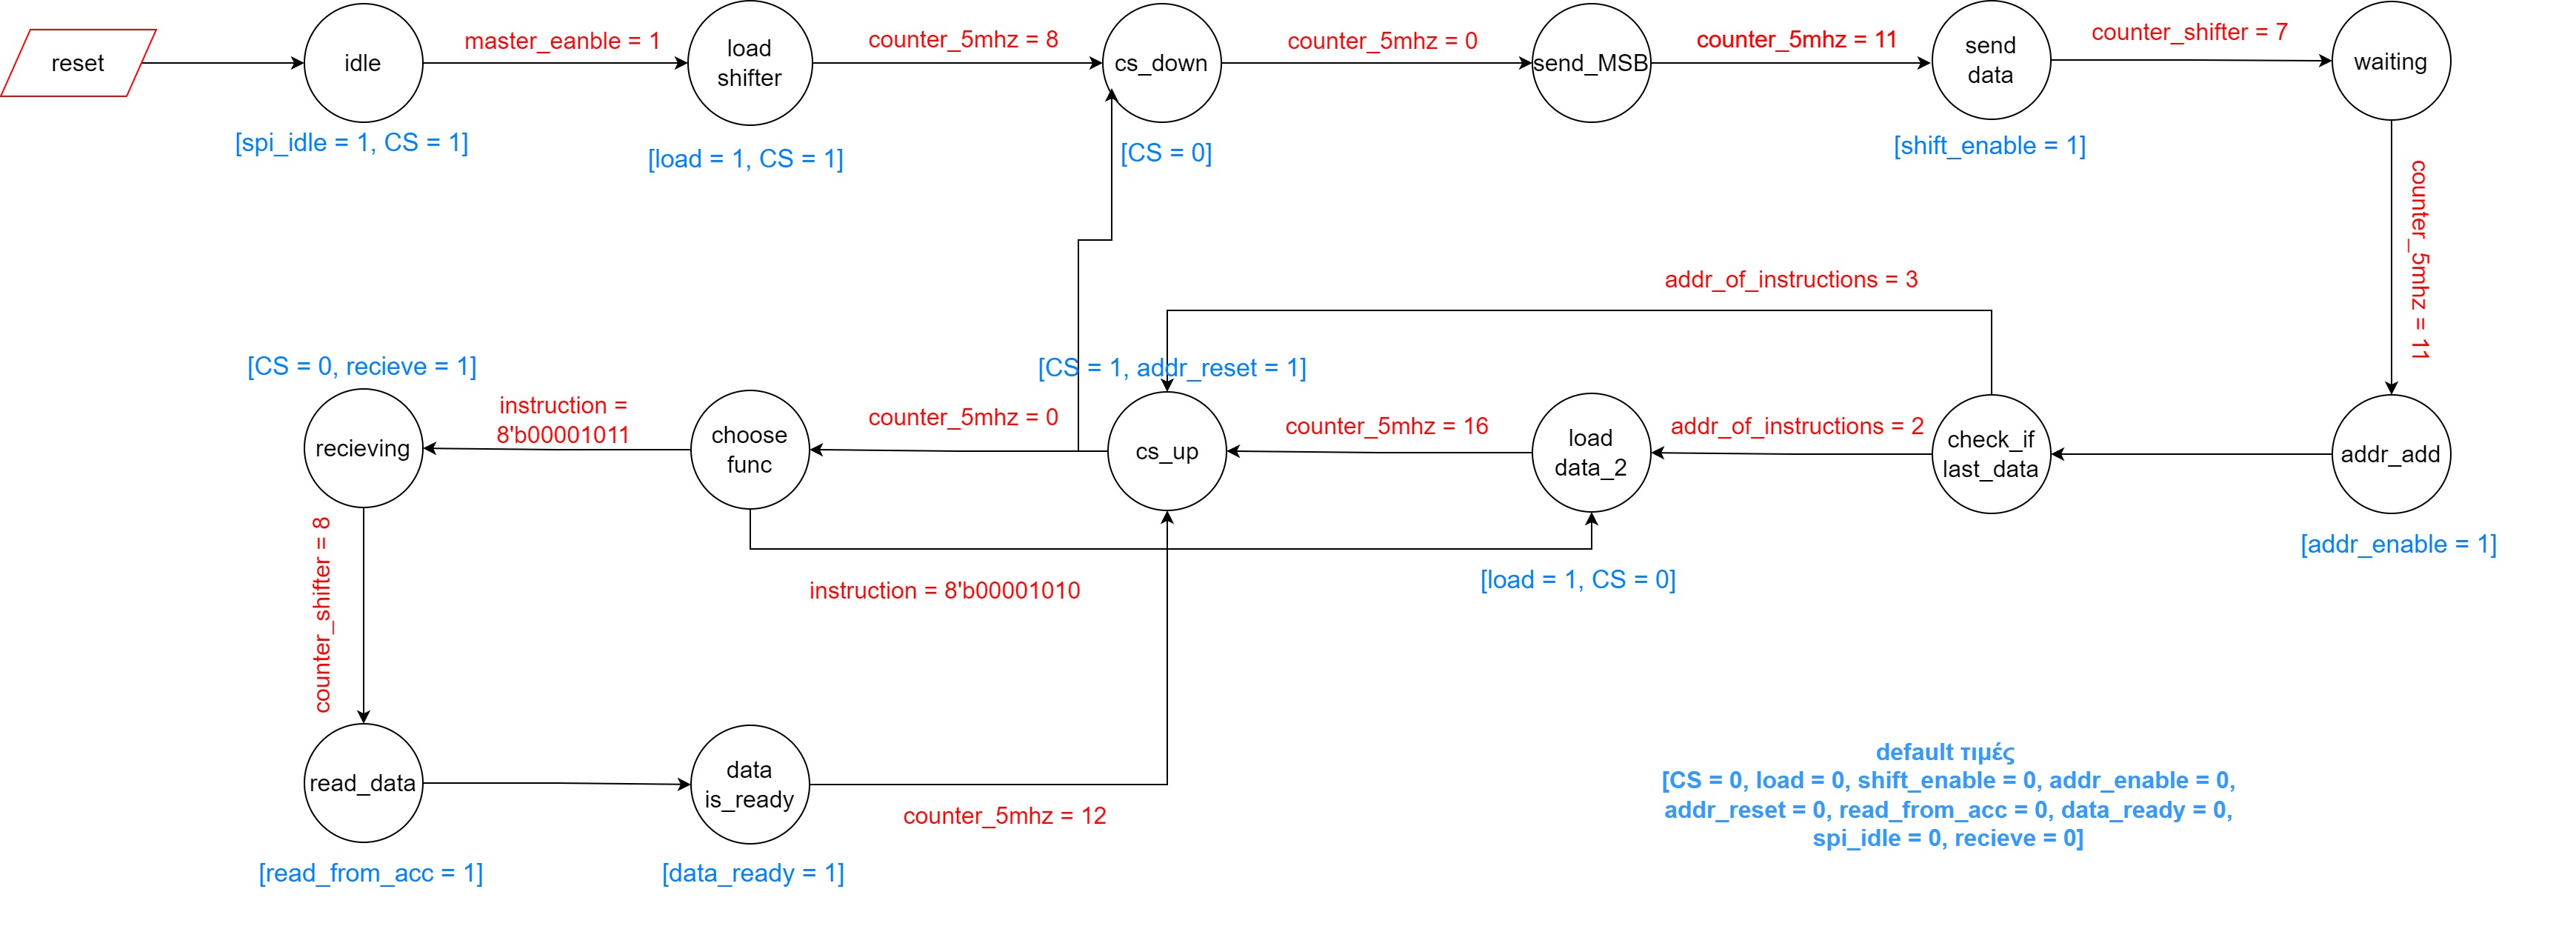 reset
idle
master_eanble = 1
load
shifter
counter_5mhz = 8
cs_down
counter_5mhz = 0
send_MSB
counter_5mhz = 11
send
data
counter_shifter = 7
waiting
[spi_idle = 1, CS = 1]
[load = 1, CS = 1]
[CS = 0]
[shift_enable = 1]
counter_5mhz = 11
addr_of_instructions = 3
[CS = 0, recieve = 1]
[CS = 1, addr_reset = 1]
recieving
instruction =
8'b00001011
choose
func
counter_5mhz = 0
cs_up
counter_5mhz = 16
load
data_2
addr_of_instructions = 2
check_if
last_data
addr_add
[addr_enable = 1]
[load = 1, CS = 0]
instruction = 8'b00001010
counter_shifter = 8
read_data
data
is_ready
counter_5mhz = 12
[read_from_acc = 1]
[data_ready = 1]
default τιμές
[CS = 0, load = 0, shift_enable = 0, addr_enable = 0,
addr_reset = 0, read_from_acc = 0, data_ready = 0,
spi_idle = 0, recieve = 0]